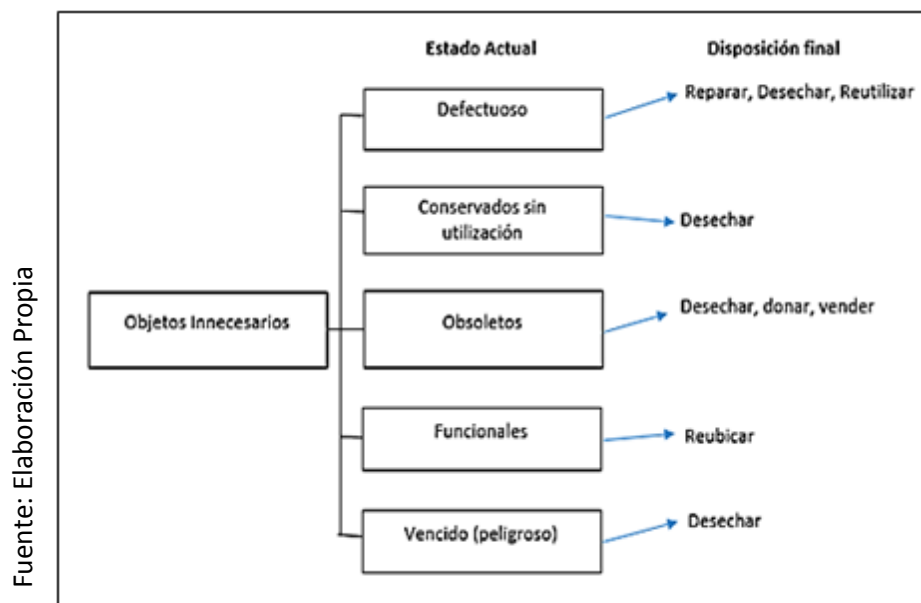 Estado Actual
Disposición final
Defectuoso
Reparar, Desechar, Reutilizar
Conservados sin
utilización
Desechar
Objetos Innecesarios
Obsoletos
Desechar, donar, vender
Funcionales
Reubicar
Vencido (peligroso)
Desechar
Fuente: Elaboración Propia